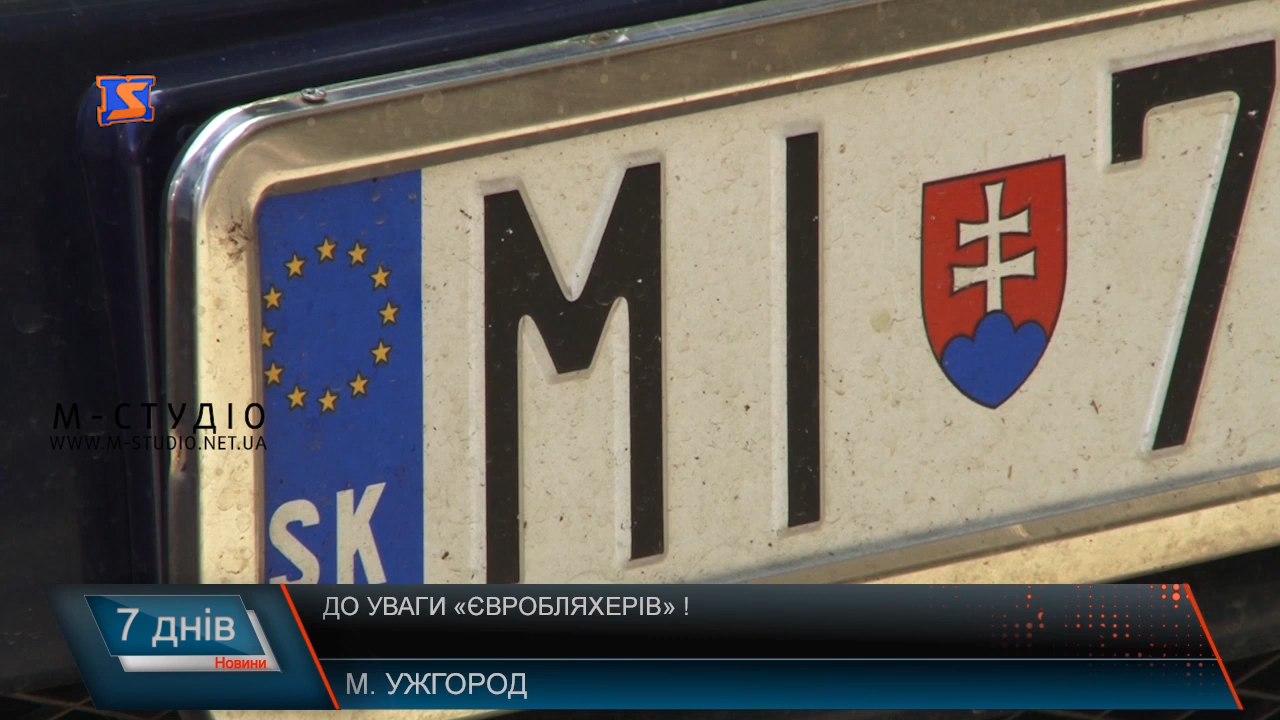 MI 7
SK
М-СТУДІО
WWW.M-STUDIO.NET.UA
7 днів
Новини
ДО УВАГИ «ЄВРОБЛЯХЕРІВ» !
М. УЖГОРОД